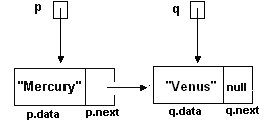 p q
"Mercury" "Venus" null
p.data p.next q.data q.next